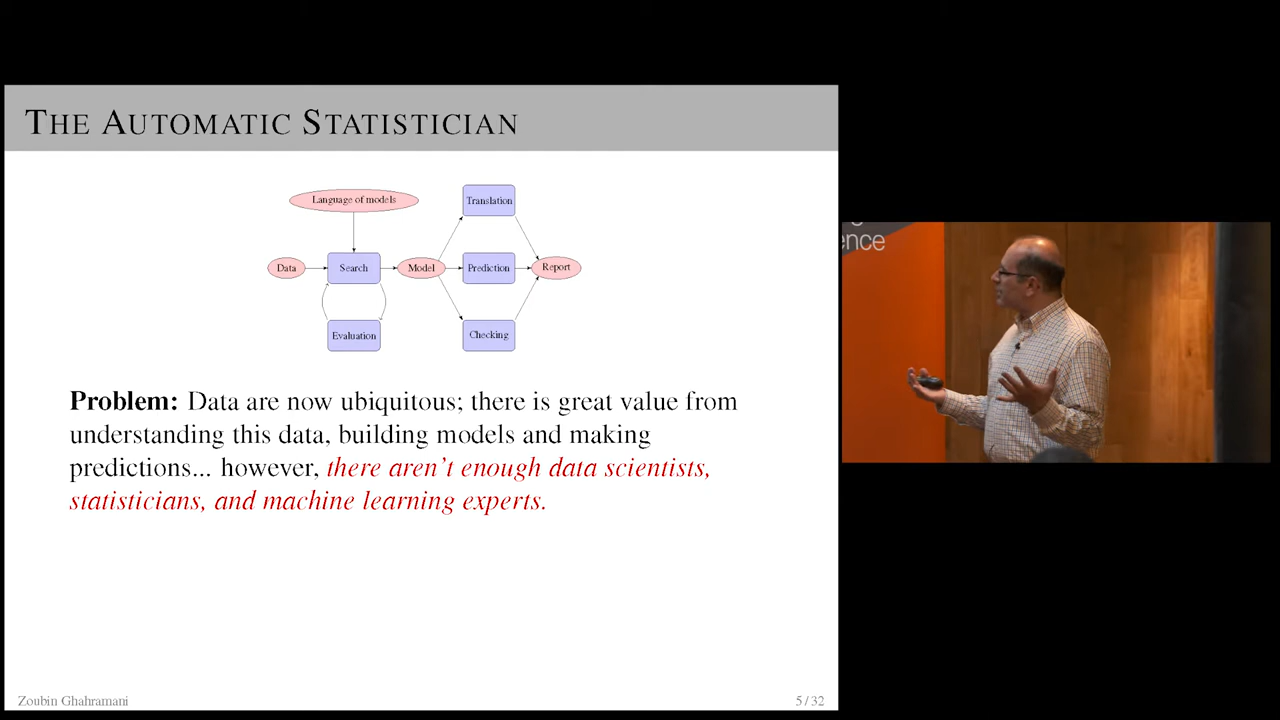 THE AUTOMATIC STATISTICIAN
Language of models
Translation
Data
Search
Model
Prediction
Report
Evaluation
Checking
Problem: Data are now ubiquitous; there is great value from
understanding this data, building models and making
predictions... however, there aren't enough data scientists,
statisticians, and machine learning experts.
Zoubin Ghahramani
5 / 32
ence